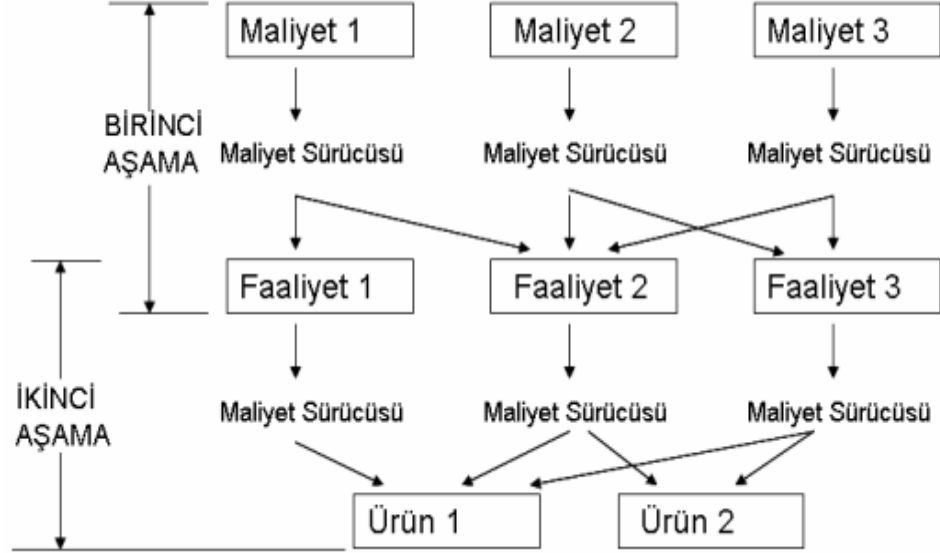 Maliyet 1
Maliyet 2
Maliyet 3
BİRİNCİ
AŞAMA
Maliyet Sürücüsü
Maliyet Sürücüsü
Maliyet Sürücüsü
Faaliyet 1
Faaliyet 2
Faaliyet 3
İKİNCİ
AŞAMA
Maliyet Sürücüsü
Maliyet Sürücüsü
Maliyet Sürücüsü
Ürün 1
Ürün 2